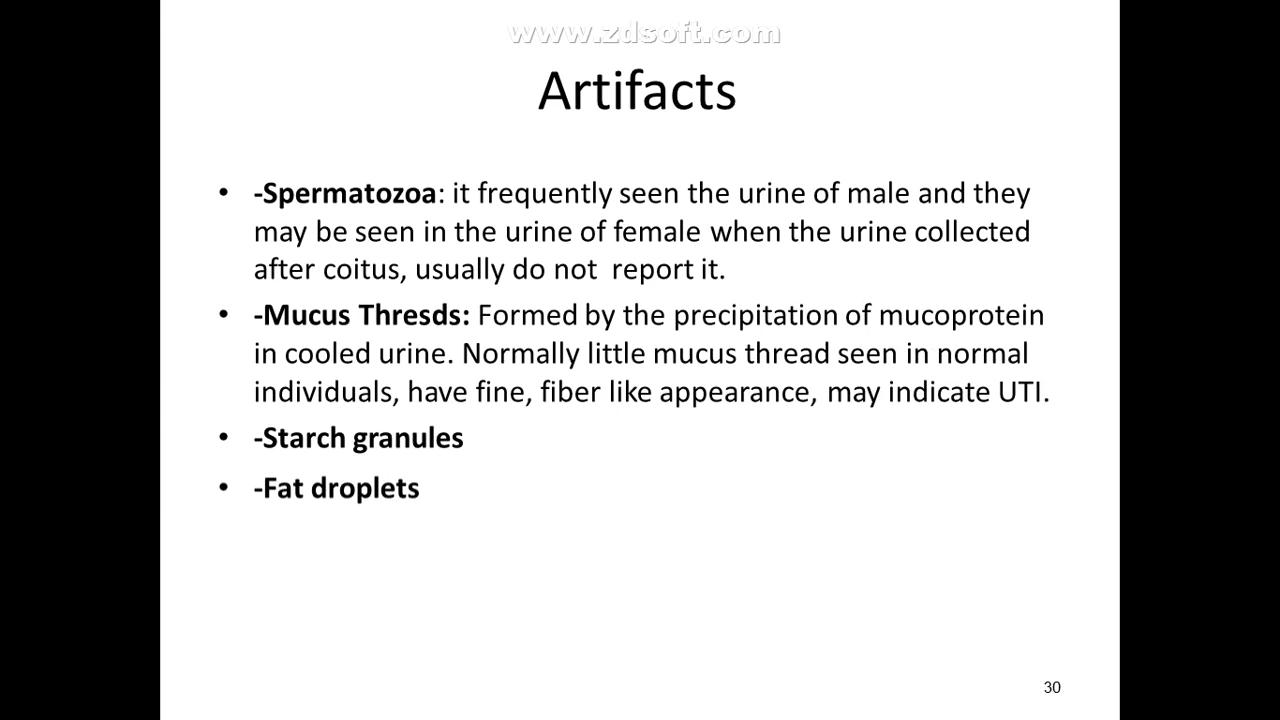 www.zdsoft.com
Artifacts
• -Spermatozoa: it frequently seen the urine of male and they
may be seen in the urine of female when the urine collected
after coitus, usually do not  report it.
• -Mucus Thresds: Formed by the precipitation of mucoprotein
in cooled urine. Normally little mucus thread seen in normal
individuals, have fine, fiber like appearance, may indicate UTI.
• -Starch granules
• -Fat droplets
30